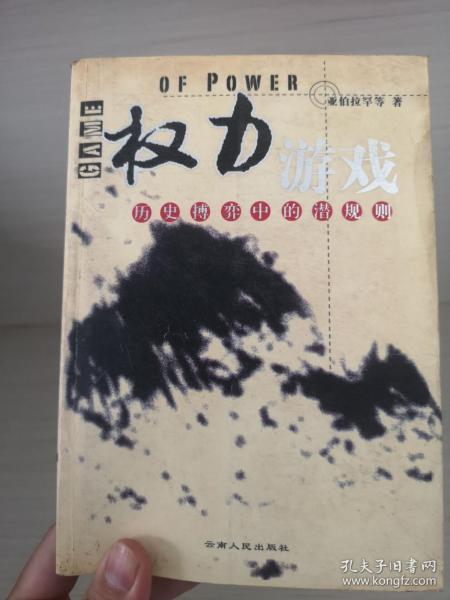 GAME
OF POWER
亚伯拉罕等 著
权力
游戏
历史搏弈中的潜规则
云南人民出版社
孔夫子旧书网
www.kongfz.com